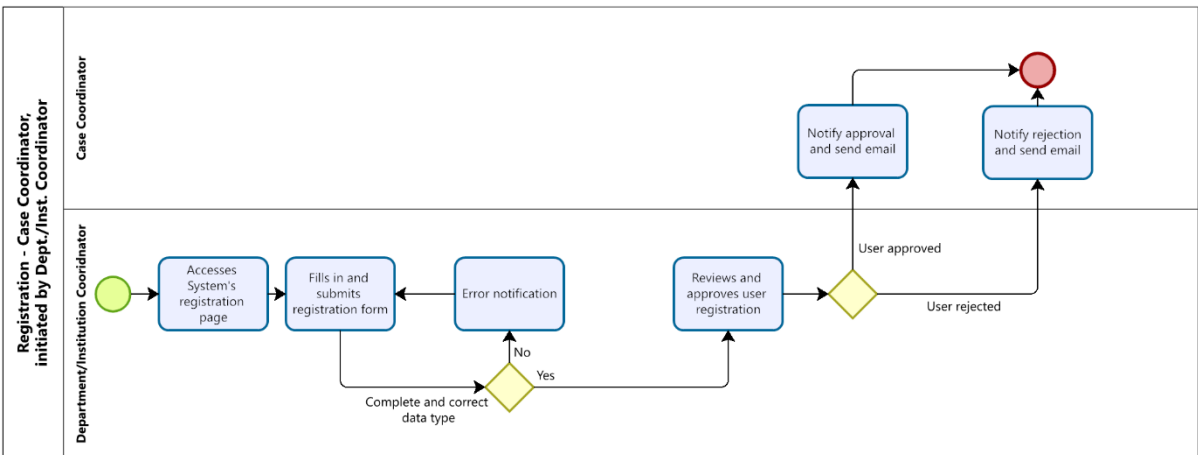 Registration - Case Coordinator,
initiated by Dept./Inst. Coordinator
Case Coordinator
Notify approval
and send email
Notify rejection
and send email
Department/Institution Cooridnator
Accesses
System's
registration
page
Fills in and
submits
registration form
Error notification
Reviews and
approves user
registration
User approved
User rejected
No
Yes
Complete and correct
data type